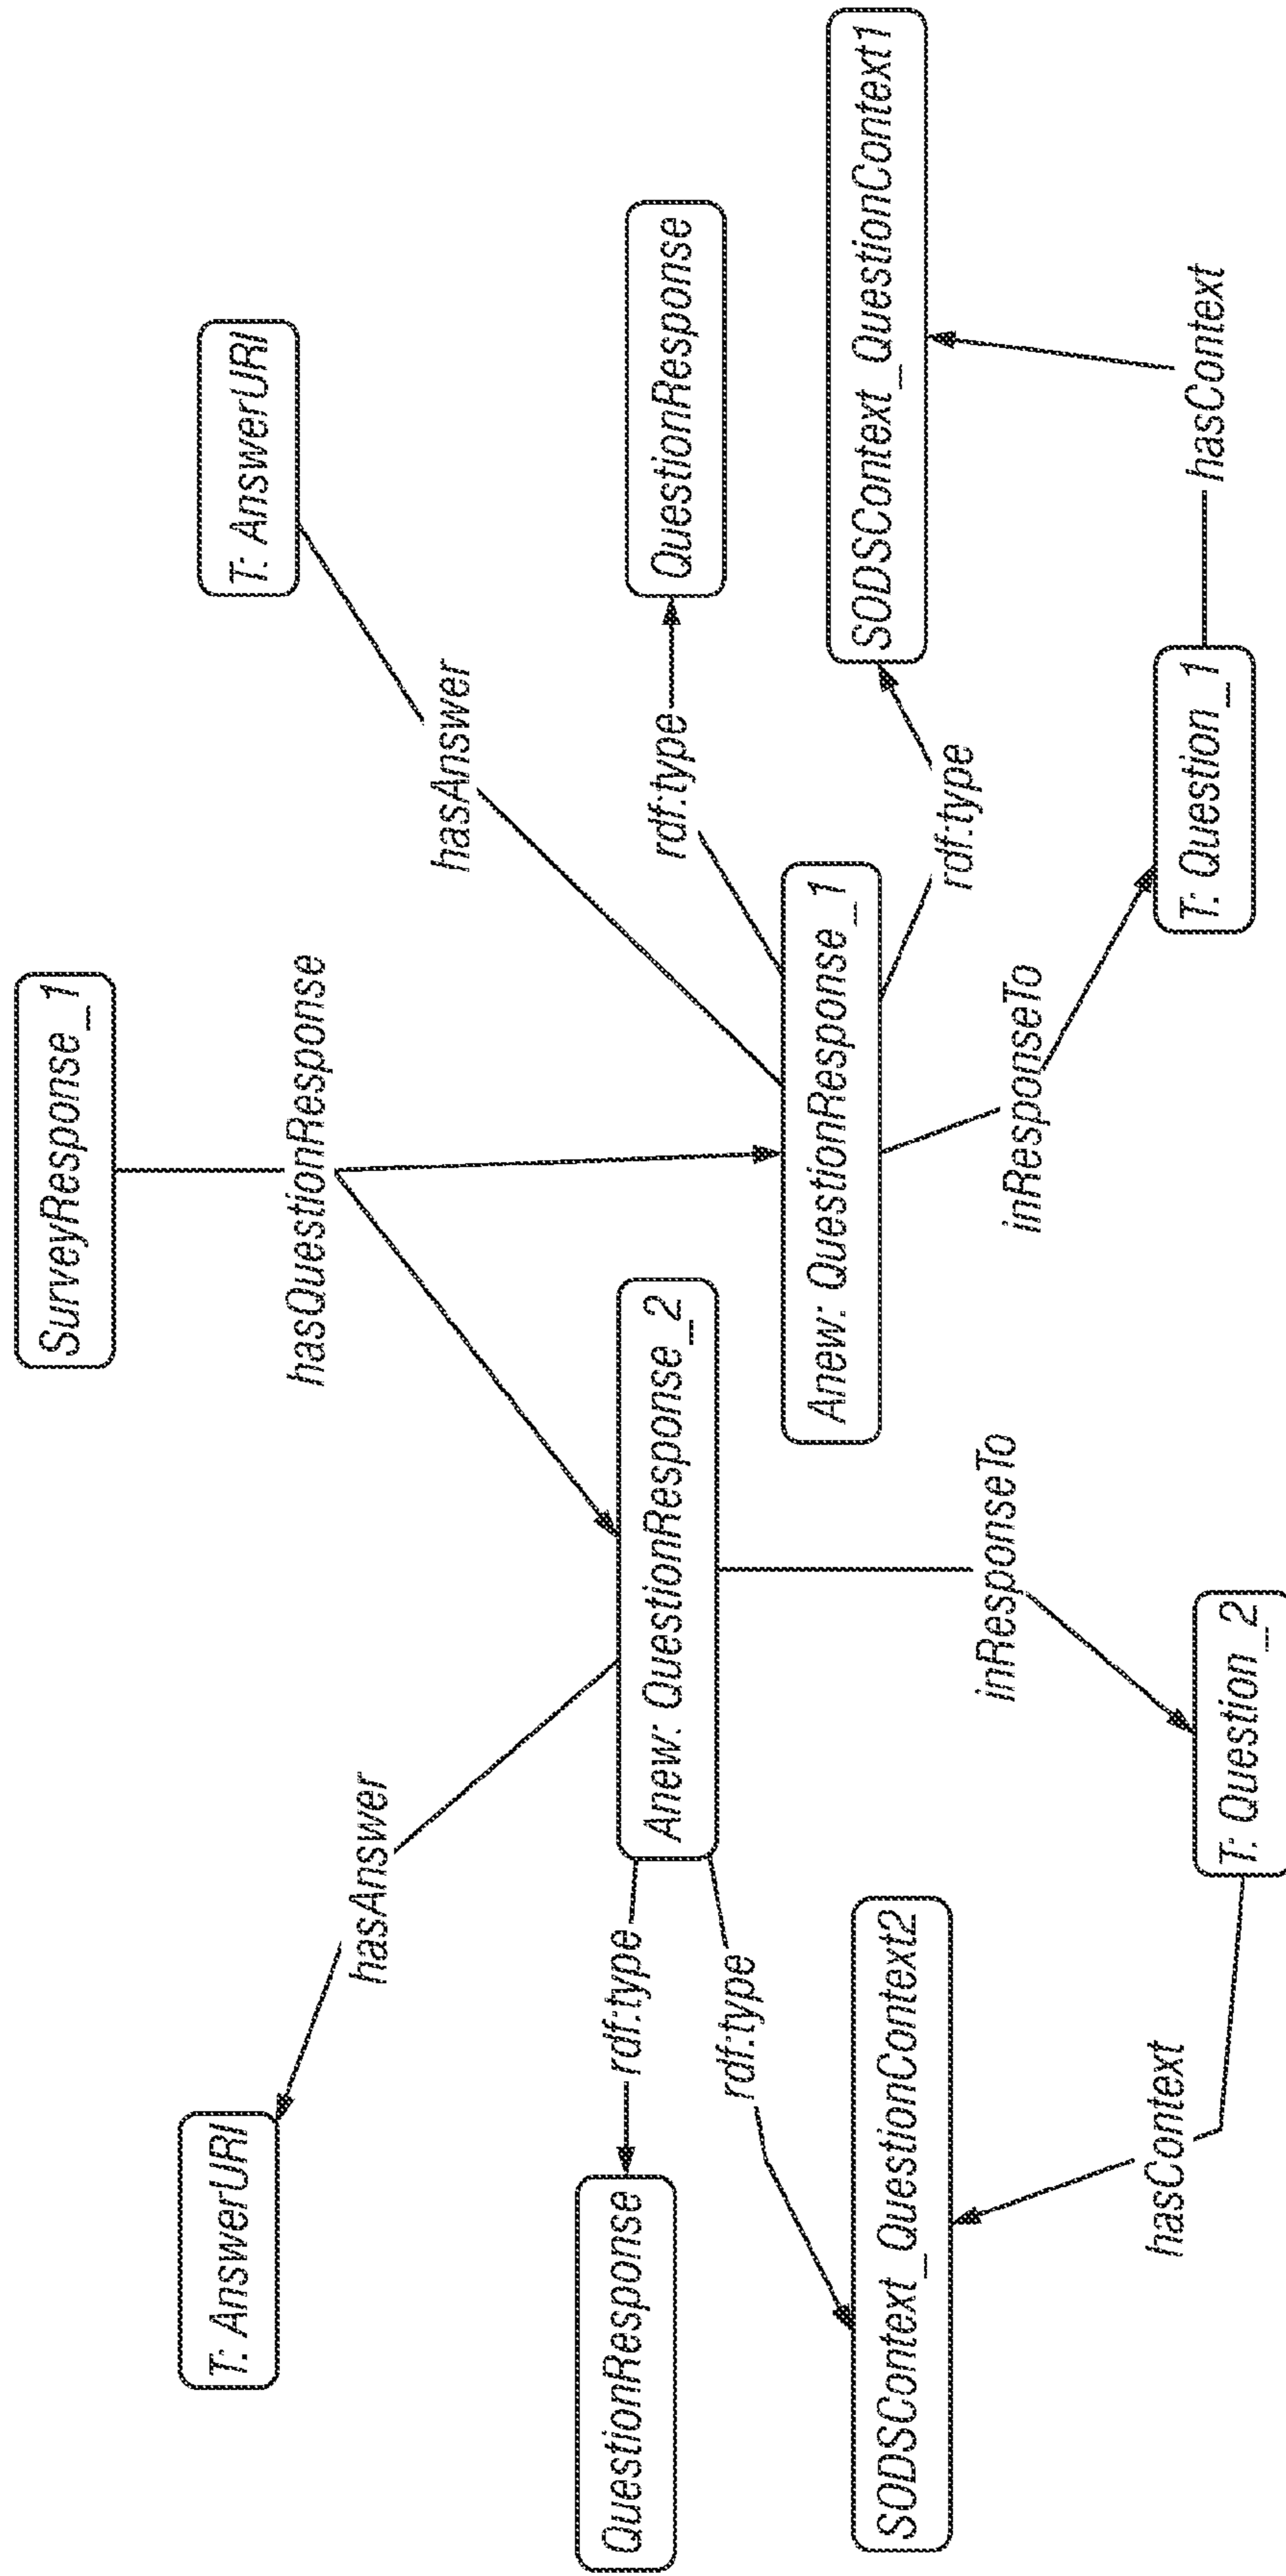 SurveyResponse_1
hasQuestionResponse
T: AnswerURI
hasAnswer
hasAnswer
T: AnswerURI
QuestionResponse
rdf:type
Anew: QuestionResponse_2
rdf:type
QuestionResponse
rdf:type
Anew: QuestionResponse_1
rdf:type
SODSContext_QuestionContext2
SODSContext_QuestionContext1
inResponseTo
inResponseTo
hasContext
T: Question_2
T: Question_1
hasContext